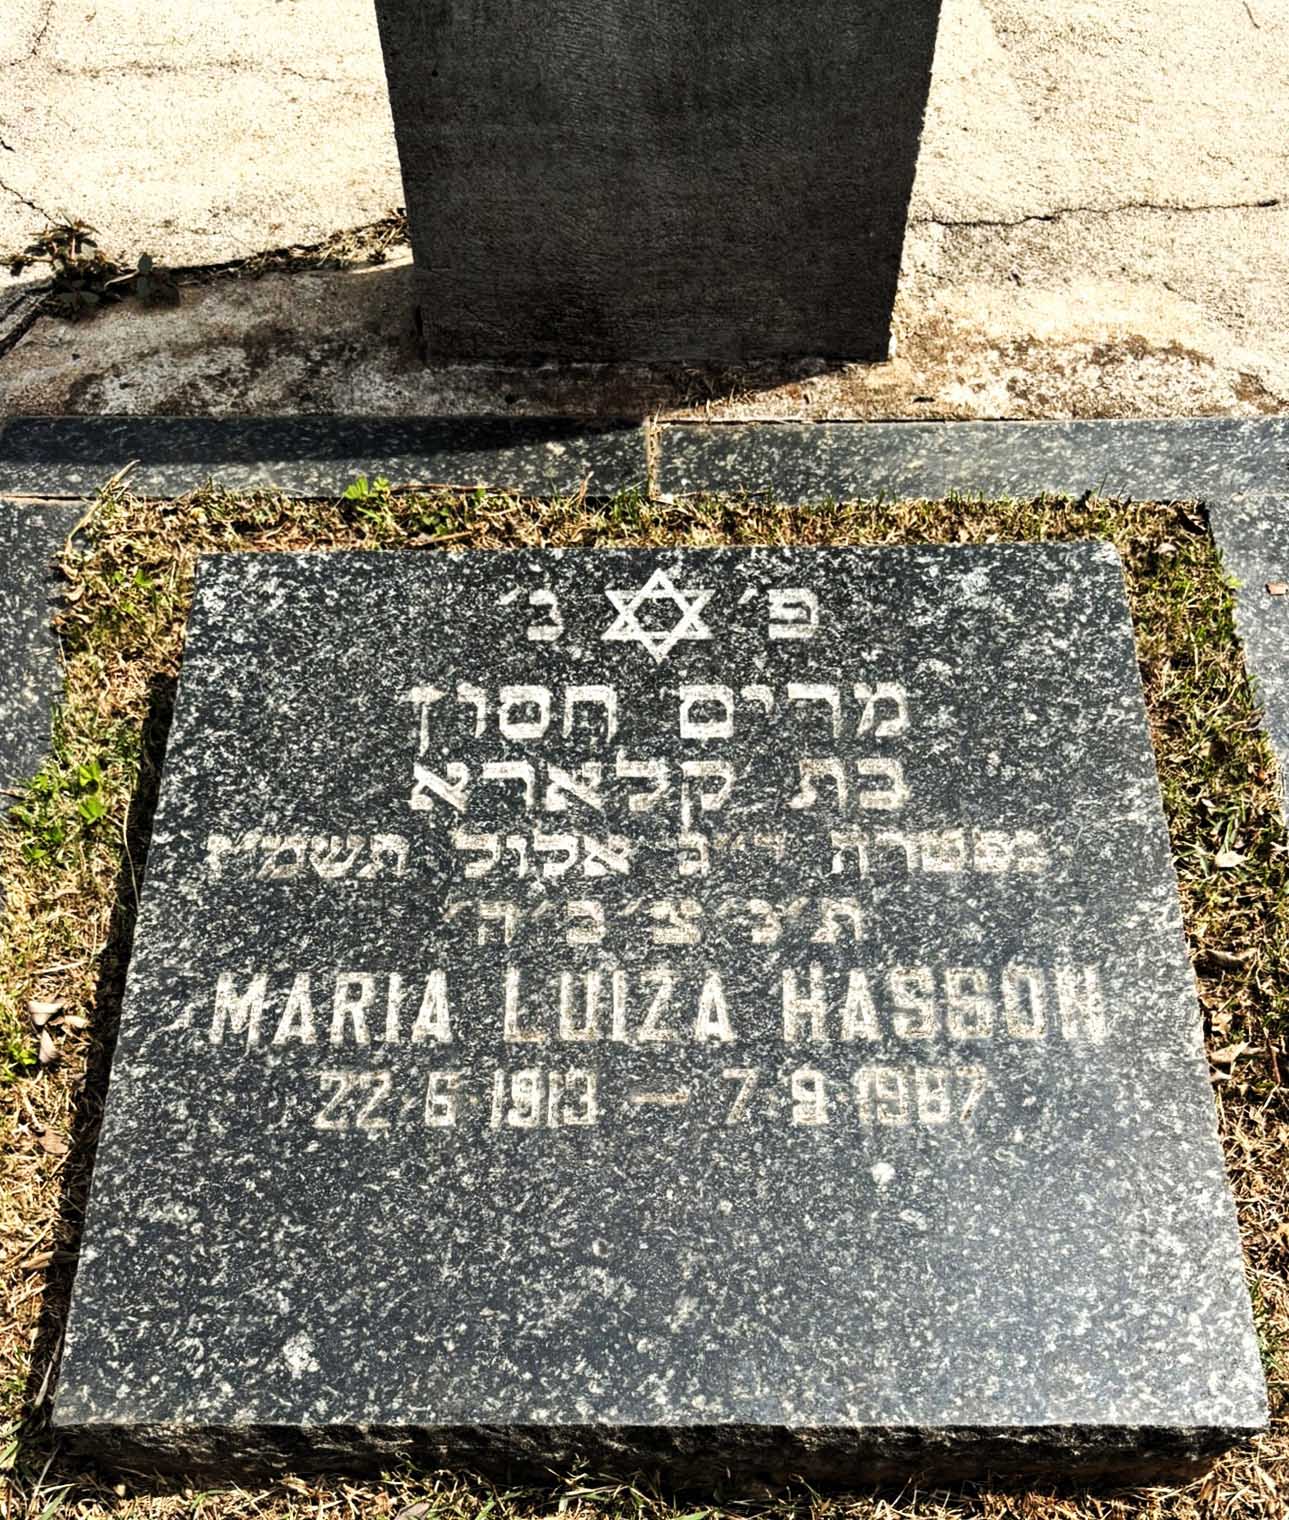 פ׳ נ׳
מרים חסון
בת קלארא
נפטרת י״ג אלול תשמ״ז
ת׳ נ׳ צ׳ ב׳ ה׳
MARIA LUIZA HASSON
22·6·1913 — 7·9·1987